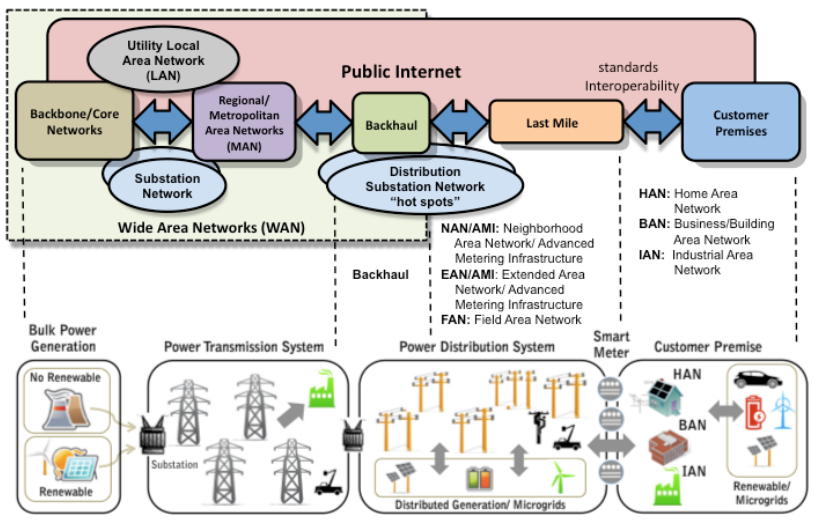 Utility Local
Area Network
(LAN)
Public Internet
standards
Interoperability
Backbone/Core
Networks
Regional/
Metropolitan
Area Networks
(MAN)
Backhaul
Last Mile
Customer
Premises
Substation
Network
Distribution
Substation Network
“hot spots”
Wide Area Networks (WAN)
Backhaul
NAN/AMI: Neighborhood
Area Network/ Advanced
Metering Infrastructure
EAN/AMI: Extended Area
Network/ Advanced
Metering Infrastructure
FAN: Field Area Network
HAN: Home Area
Network
BAN: Business/Building
Area Network
IAN: Industrial Area
Network
Bulk Power
Generation
Power Transmission System
Power Distribution System
Smart
Meter
Customer Premise
No Renewable
Renewable
Substation
Distributed Generation/ Microgrids
HAN
BAN
IAN
Renewable/
Microgrids